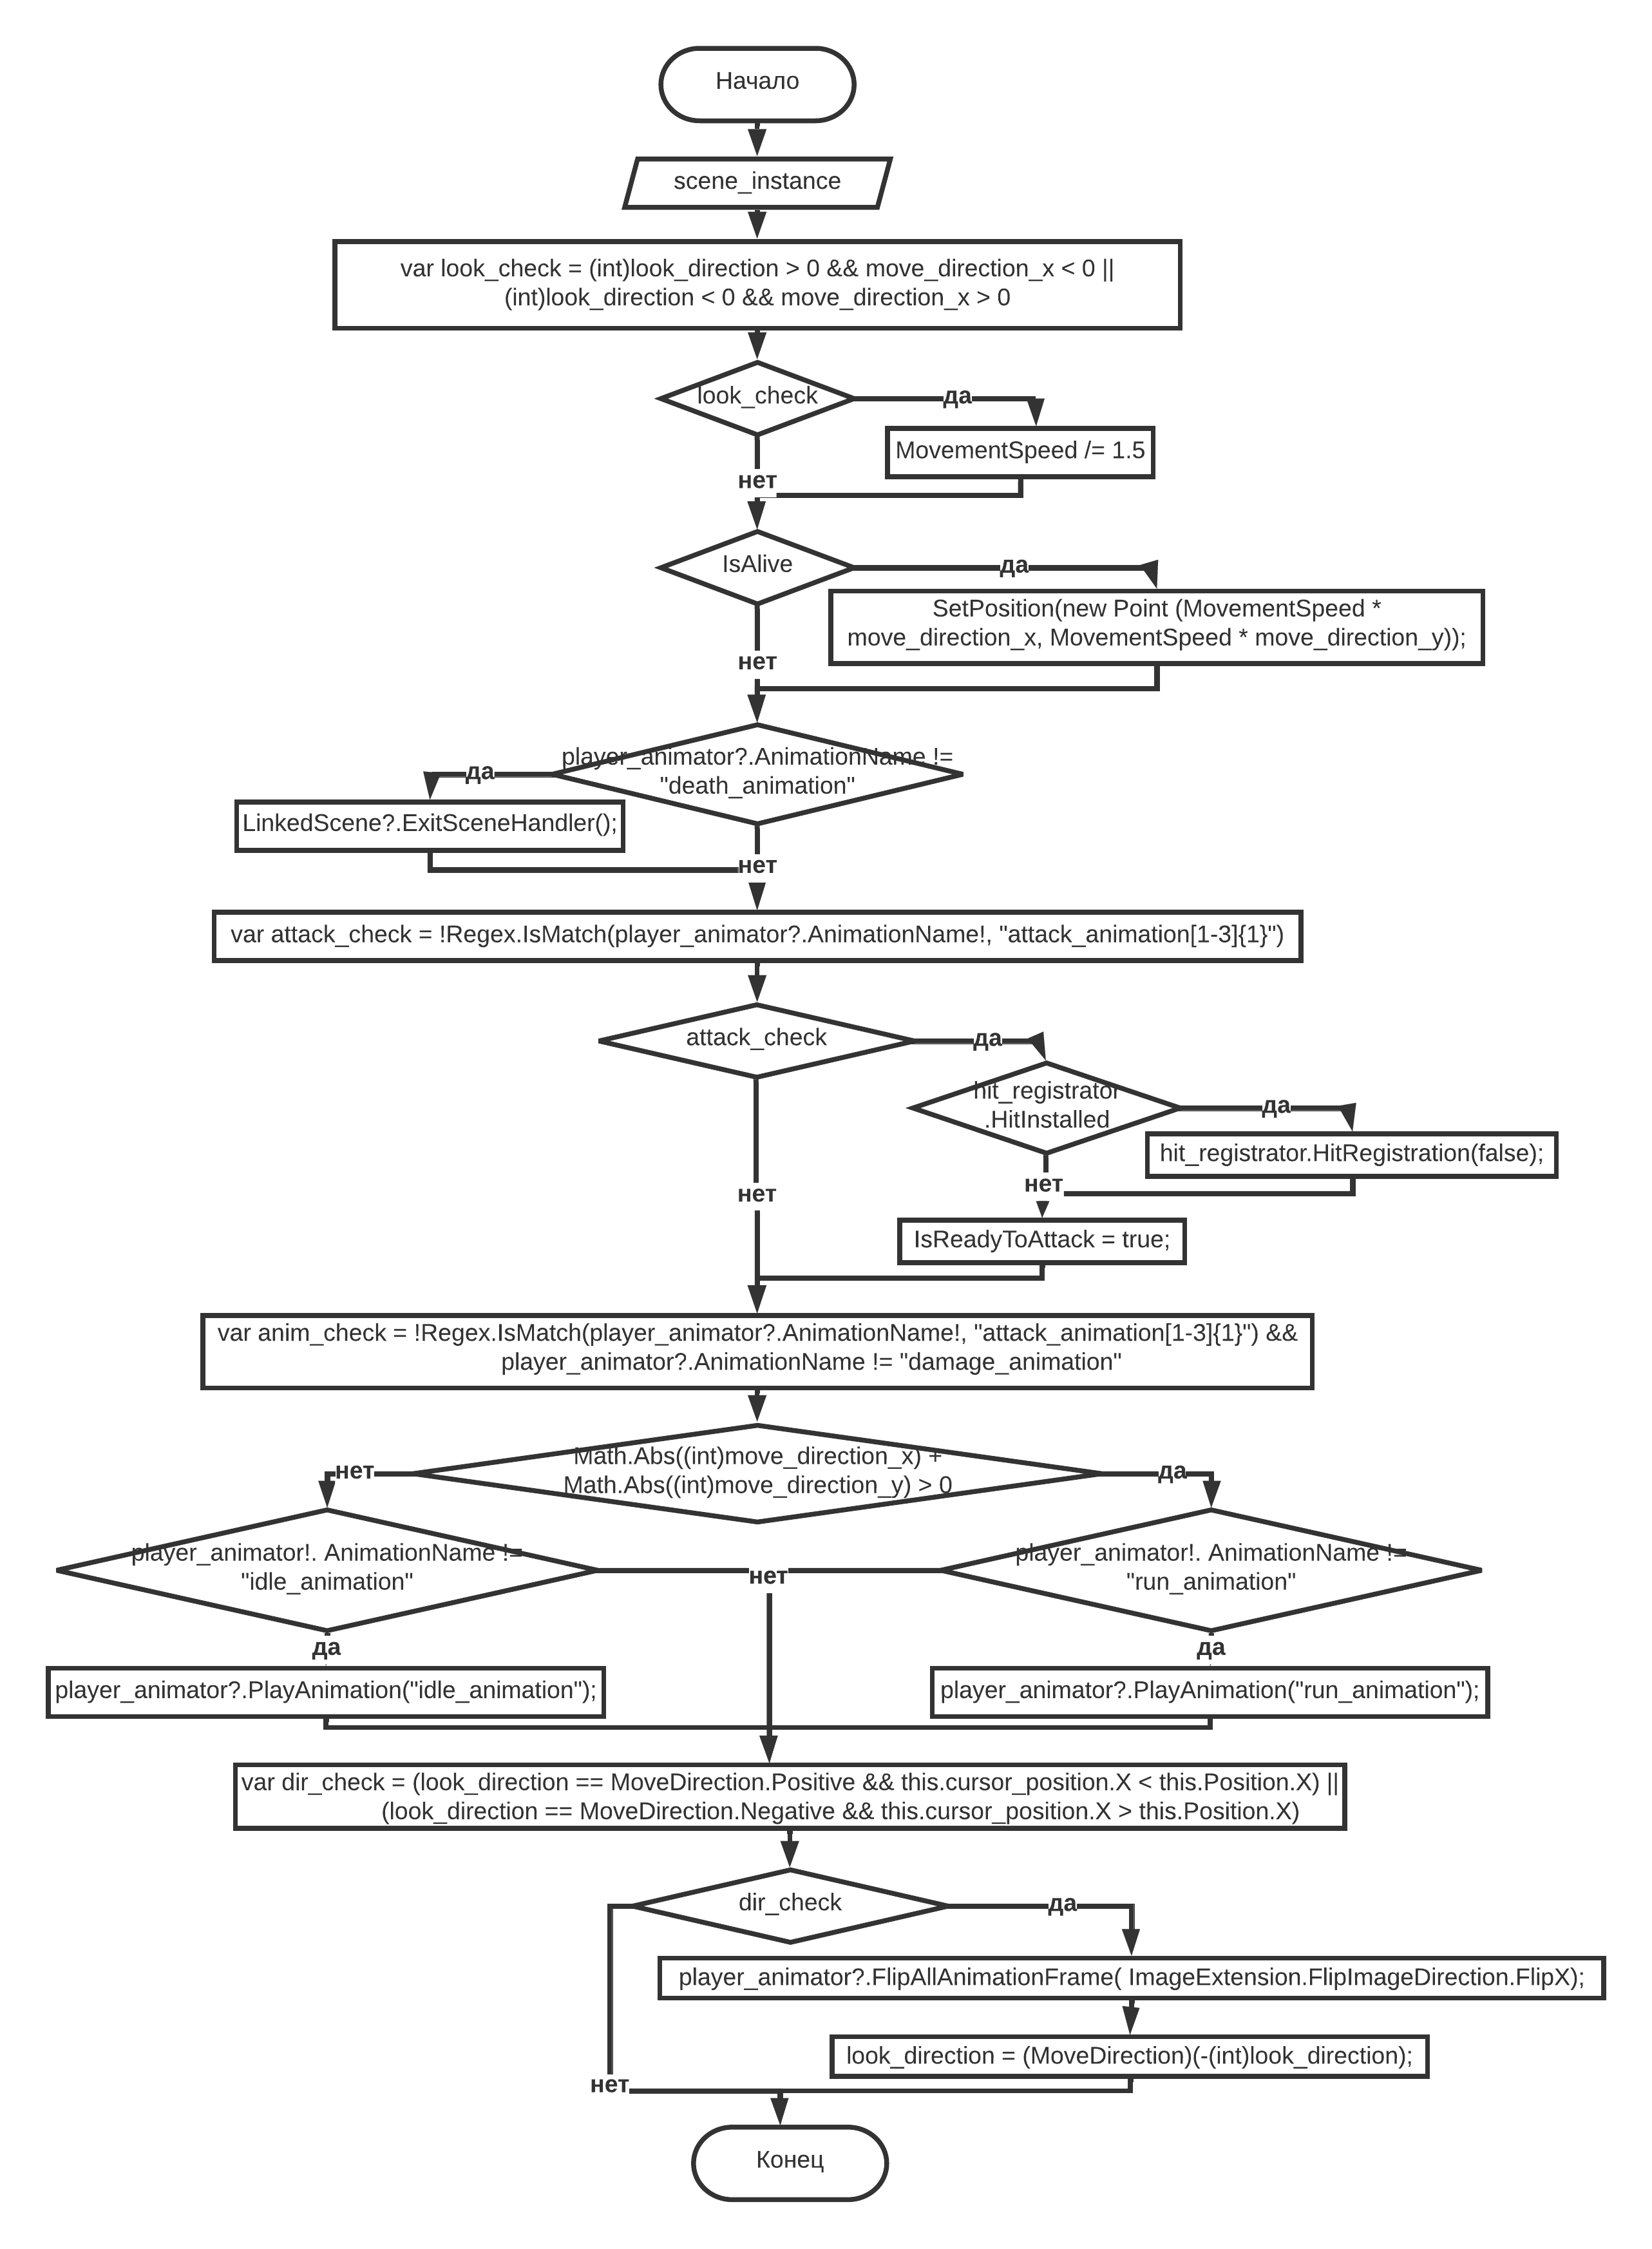 Начало
scene_instance
var look_check = (int)look_direction > 0 && move_direction_x < 0 ||
(int)look_direction < 0 && move_direction_x > 0
look_check
да
MovementSpeed /= 1.5
нет
IsAlive
да
SetPosition(new Point (MovementSpeed *
move_direction_x, MovementSpeed * move_direction_y));
нет
player_animator?.AnimationName !=
"death_animation"
да
LinkedScene?.ExitSceneHandler();
нет
var attack_check = !Regex.IsMatch(player_animator?.AnimationName!, "attack_animation[1-3]{1}")
attack_check
да
hit_registrator
.HitInstalled
да
hit_registrator.HitRegistration(false);
нет
нет
IsReadyToAttack = true;
var anim_check = !Regex.IsMatch(player_animator?.AnimationName!, "attack_animation[1-3]{1}") &&
player_animator?.AnimationName != "damage_animation"
Math.Abs((int)move_direction_x) +
Math.Abs((int)move_direction_y) > 0
нет
да
player_animator!. AnimationName !=
"idle_animation"
нет
player_animator!. AnimationName !=
"run_animation"
да
да
player_animator?.PlayAnimation("idle_animation");
player_animator?.PlayAnimation("run_animation");
var dir_check = (look_direction == MoveDirection.Positive && this.cursor_position.X < this.Position.X) ||
(look_direction == MoveDirection.Negative && this.cursor_position.X > this.Position.X)
dir_check
да
player_animator?.FlipAllAnimationFrame( ImageExtension.FlipImageDirection.FlipX);
look_direction = (MoveDirection)(-(int)look_direction);
нет
Конец